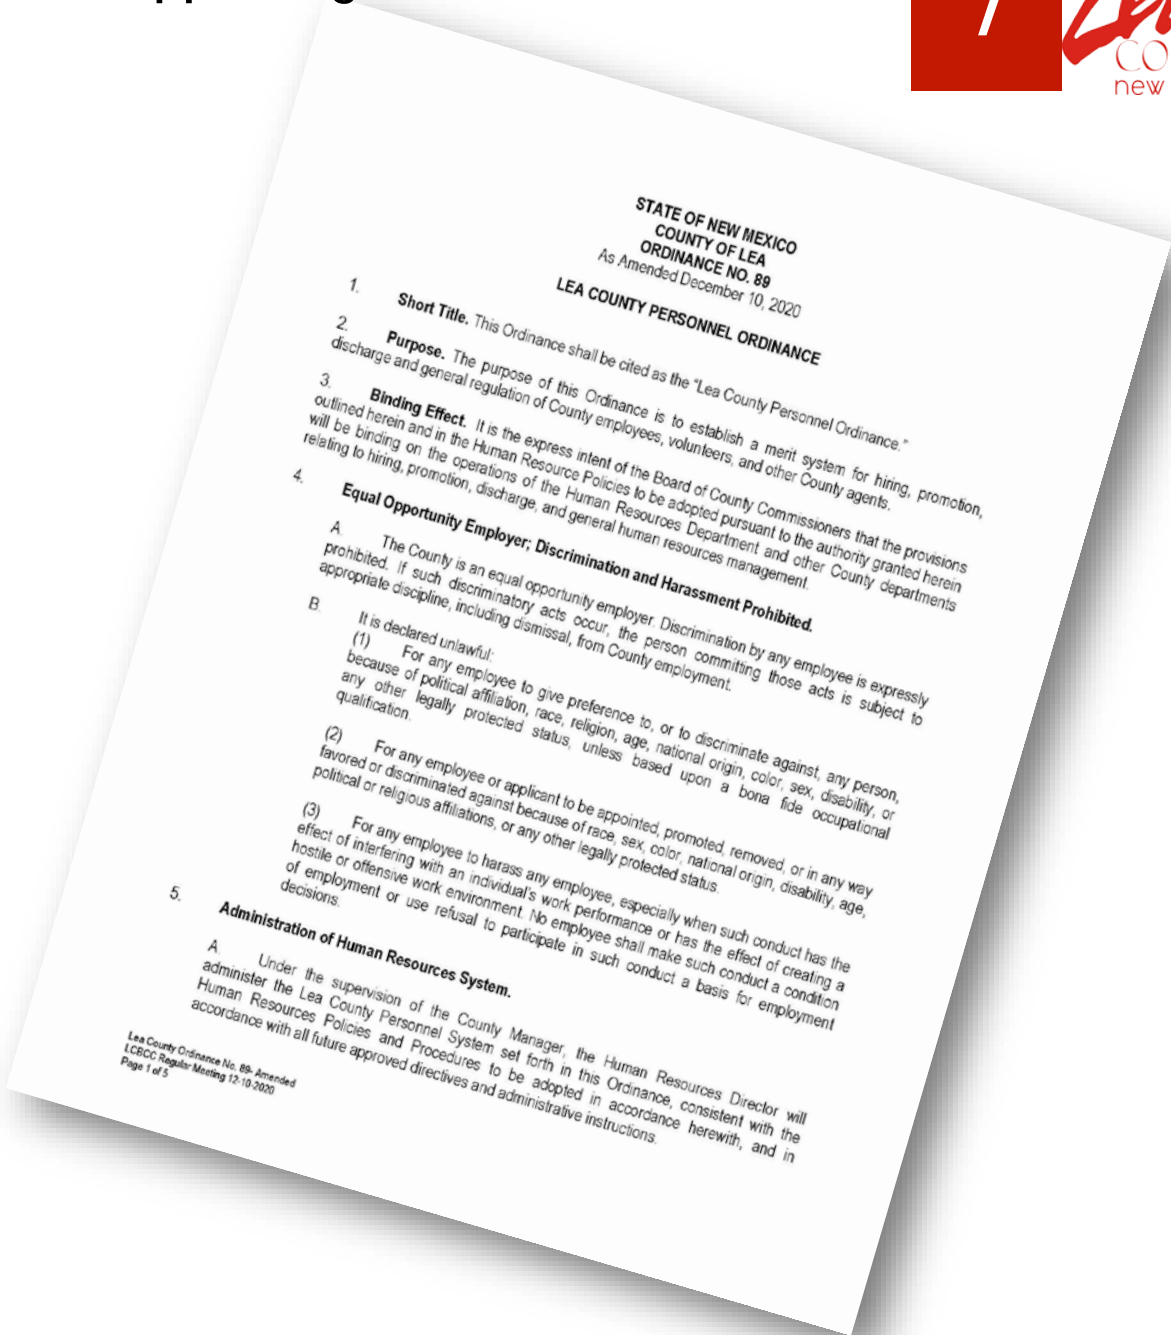 7
CO
new
STATE OF NEW MEXICO
COUNTY OF LEA
ORDINANCE NO. 89
As Amended December 10, 2020
LEA COUNTY PERSONNEL ORDINANCE
1. Short Title. This Ordinance shall be cited as the "Lea County Personnel Ordinance."
2. Purpose. The purpose of this Ordinance is to establish a merit system for hiring, promotion,
discharge and general regulation of County employees, volunteers, and other County agents.
3. Binding Effect. It is the express intent of the Board of County Commissioners that the provisions
outlined herein and in the Human Resource Policies to be adopted pursuant to the authority granted herein
will be binding on the operations of the Human Resources Department and other County departments
relating to hiring, promotion, discharge, and general human resources management.
4. Equal Opportunity Employer; Discrimination and Harassment Prohibited.
A. The County is an equal opportunity employer. Discrimination by any employee is expressly
prohibited. If such discriminatory acts occur, the person committing those acts is subject to
appropriate discipline, including dismissal, from County employment.
B. It is declared unlawful:
(1) For any employee to give preference to, or to discriminate against, any person,
because of political affiliation, race, religion, age, national origin, color, sex, disability, or
any other legally protected status, unless based upon a bona fide occupational
qualification.
(2) For any employee or applicant to be appointed, promoted, removed, or in any way
favored or discriminated against because of race, sex, color, national origin, disability, age,
political or religious affiliations, or any other legally protected status.
(3) For any employee to harass any employee, especially when such conduct has the
effect of interfering with an individual's work performance or has the effect of creating a
hostile or offensive work environment. No employee shall make such conduct a condition
of employment or use refusal to participate in such conduct a basis for employment
decisions.
5. Administration of Human Resources System.
A. Under the supervision of the County Manager, the Human Resources Director will
administer the Lea County Personnel System set forth in this Ordinance, consistent with the
Human Resources Policies and Procedures to be adopted in accordance herewith, and in
accordance with all future approved directives and administrative instructions.
Lea County Ordinance No. 89- Amended
LCBCC Regular Meeting 12-10-2020
Page 1 of 5